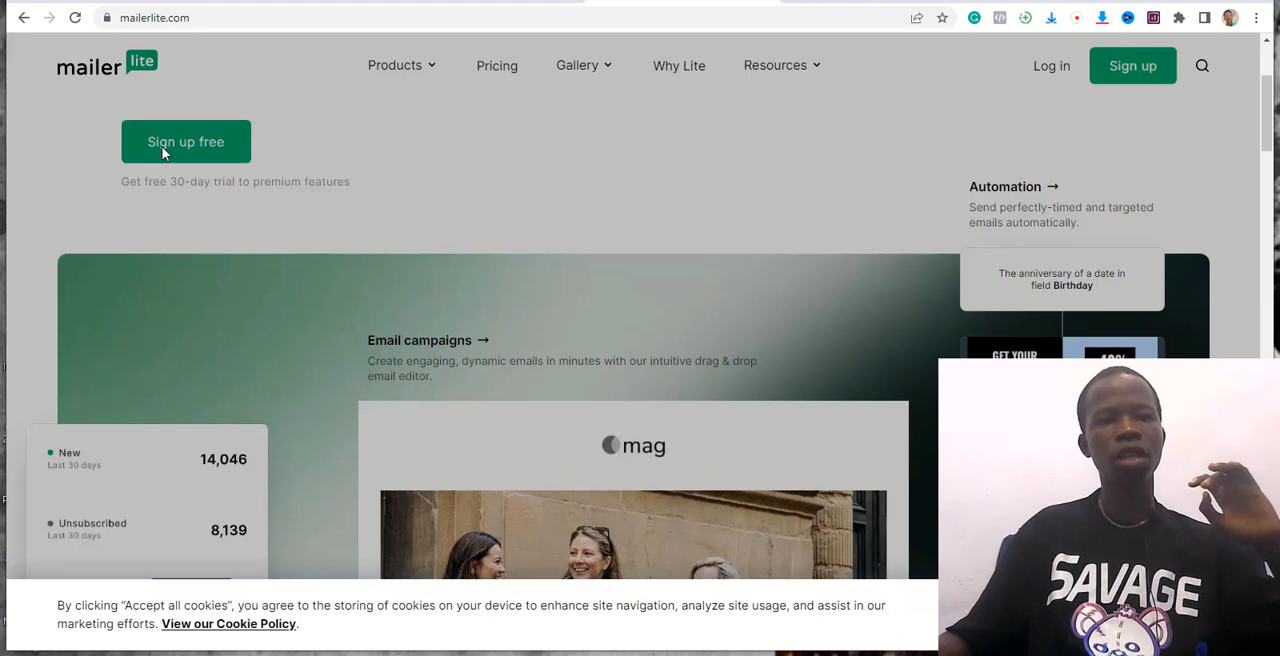 mailerlite.com
mailer lite
Products
Pricing
Gallery
Why Lite
Resources
Log in
Sign up
Sign up free
Get free 30-day trial to premium features
Automation →
Send perfectly-timed and targeted
emails automatically.
The anniversary of a date in
field Birthday
Email campaigns →
Create engaging, dynamic emails in minutes with our intuitive drag & drop
email editor.
GET YOUR
mag
New
Last 30 days
14,046
Unsubscribed
Last 30 days
8,139
By clicking “Accept all cookies”, you agree to the storing of cookies on your device to enhance site navigation, analyze site usage, and assist in our
marketing efforts. View our Cookie Policy.
SAVAGE